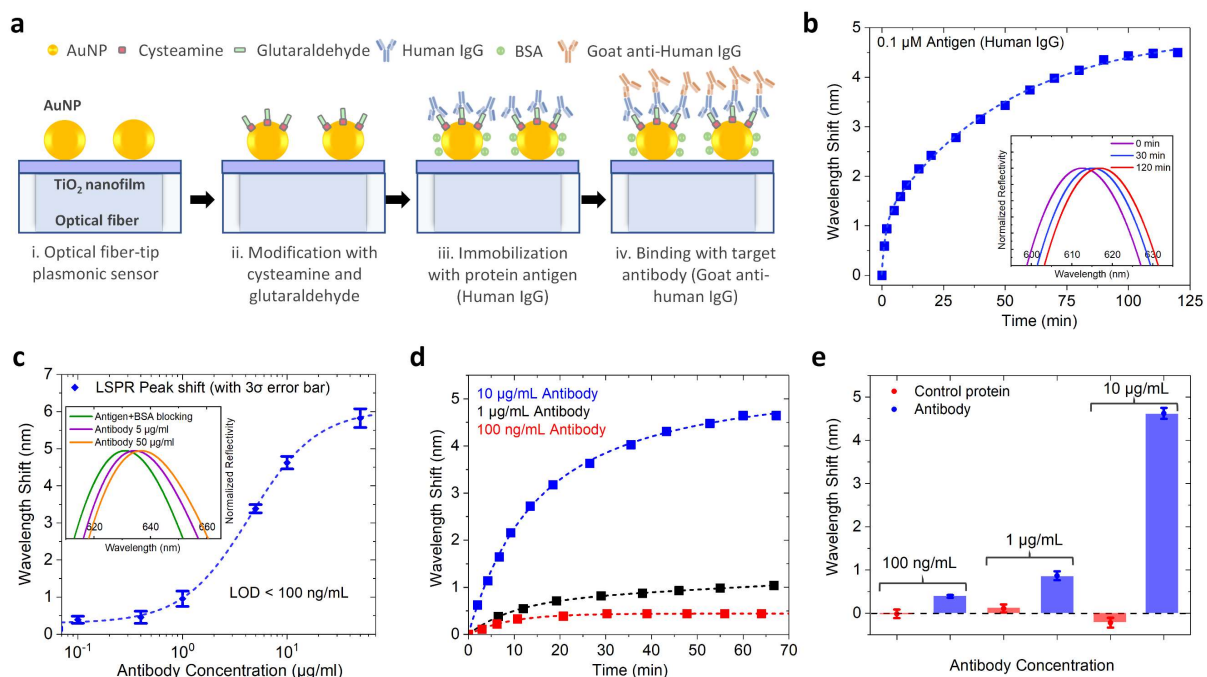 a
AuNP Cysteamine Glutaraldehyde Human IgG BSA Goat anti-Human IgG
AuNP
TiO2 nanofilm
Optical fiber
i. Optical fiber-tip
plasmonic sensor
ii. Modification with
cysteamine and
glutaraldehyde
iii. Immobilization
with protein antigen
(Human IgG)
iv. Binding with target
antibody (Goat anti-
human IgG)
b
0.1 µM Antigen (Human IgG)
Wavelength Shift (nm)
5
4
3
2
1
0
0 25 50 75 100 125
Time (min)
0 min
30 min
120 min
Normalized Reflectivity
600 610 620 630
Wavelength (nm)
c
LSPR Peak shift (with 3σ error bar)
Wavelength Shift (nm)
7
6
5
4
3
2
1
0
Antigen+BSA blocking
Antibody 5 µg/ml
Antibody 50 µg/ml
Normalized Reflectivity
620 640 660
Wavelength (nm)
LOD < 100 ng/mL
10-1 100 101
Antibody Concentration (µg/ml)
d
10 µg/mL Antibody
1 µg/mL Antibody
100 ng/mL Antibody
Wavelength Shift (nm)
5
4
3
2
1
0
0 10 20 30 40 50 60 70
Time (min)
e
Control protein
Antibody
10 µg/mL
1 µg/mL
100 ng/mL
Wavelength Shift (nm)
5
4
3
2
1
0
Antibody Concentration